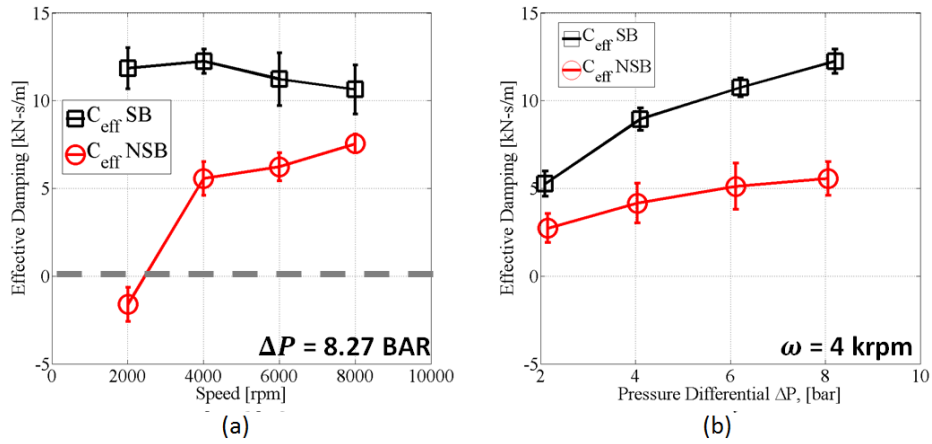 Effective Damping [kN-s/m]
15
10
5
0
-5
C_eff SB
C_eff NSB
ΔP = 8.27 BAR
0 2000 4000 6000 8000 10000
Speed [rpm]
(a)
Effective Damping [kN-s/m]
15
10
5
0
-5
C_eff SB
C_eff NSB
ω = 4 krpm
2 4 6 8 10
Pressure Differential ΔP, [bar]
(b)